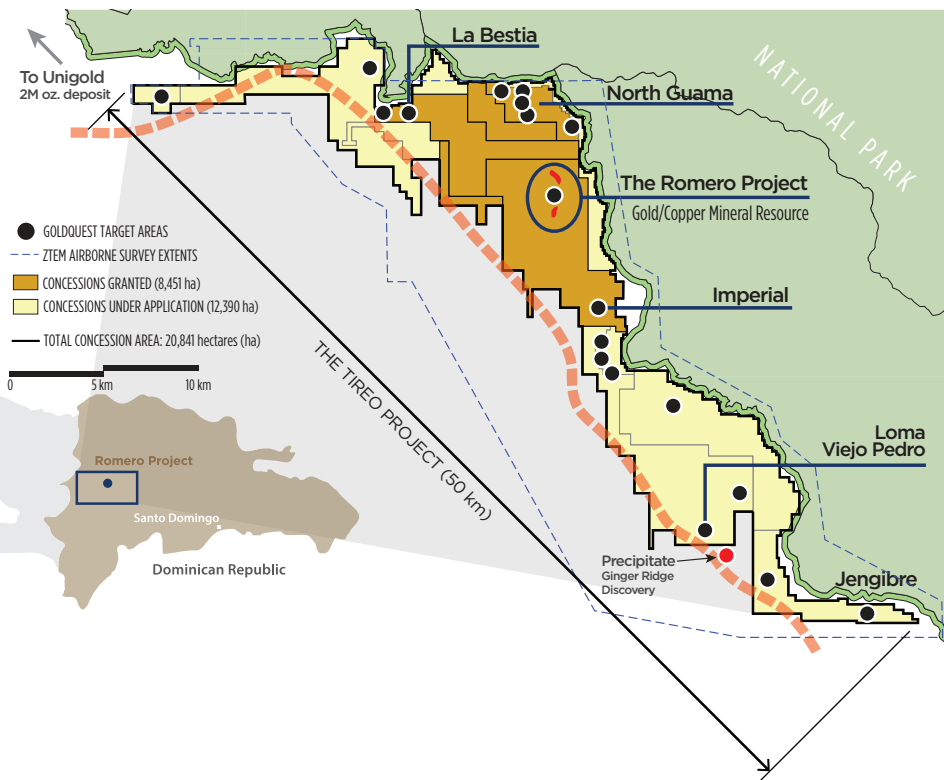 La Bestia
To Unigold
2M oz. deposit
North Guama
NATIONAL PARK
The Romero Project
Gold/Copper Mineral Resource
GOLDQUEST TARGET AREAS
ZTEM AIRBORNE SURVEY EXTENTS
CONCESSIONS GRANTED (8,451 ha)
CONCESSIONS UNDER APPLICATION (12,390 ha)
TOTAL CONCESSION AREA: 20,841 hectares (ha)
0 5 km 10 km
Imperial
THE TIREO PROJECT (50 km)
Loma
Viejo Pedro
Romero Project
Santo Domingo
Dominican Republic
Precipitate
Ginger Ridge
Discovery
Jengibre